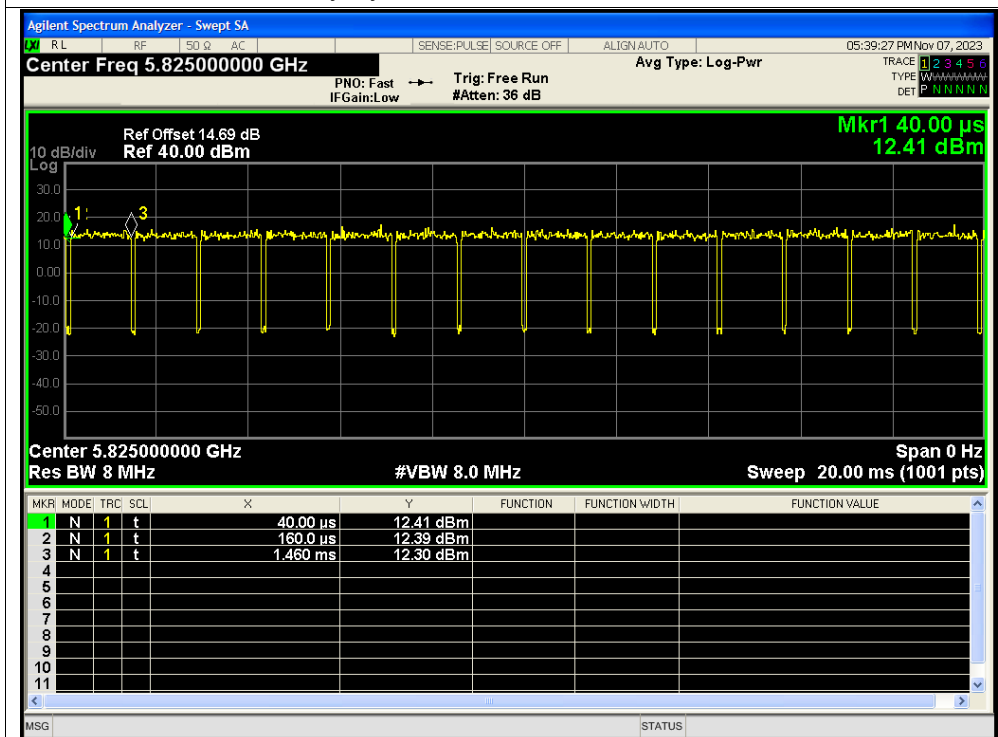 Agilent Spectrum Analyzer - Swept SA
LXI RL RF 50 Ω AC SENSE:PULSE SOURCE OFF ALIGN AUTO 05:39:27 PM Nov 07, 2023
Center Freq 5.825000000 GHz Avg Type: Log-Pwr TRACE 1 2 3 4 5 6
PNO: Fast Trig: Free Run TYPE WWWWWW
IFGain:Low #Atten: 36 dB DET P N N N N N
Mkr1 40.00 µs
Ref Offset 14.69 dB
10 dB/div Ref 40.00 dBm 12.41 dBm
Log
30.0
20.0
1
3
10.0
0.00
-10.0
-20.0
-30.0
-40.0
-50.0
Center 5.825000000 GHz Span 0 Hz
Res BW 8 MHz #VBW 8.0 MHz Sweep 20.00 ms (1001 pts)
MKR MODE TRC SCL X Y FUNCTION FUNCTION WIDTH FUNCTION VALUE
1 N 1 t 40.00 µs 12.41 dBm
2 N 1 t 160.0 µs 12.39 dBm
3 N 1 t 1.460 ms 12.30 dBm
4
5
6
7
8
9
10
11
MSG STATUS